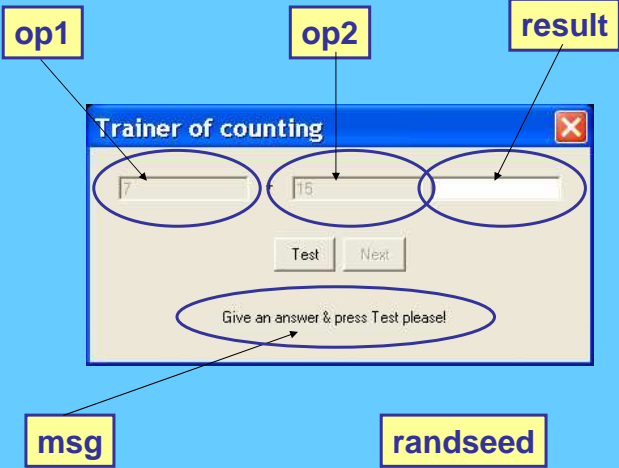 op1 op2 result
Trainer of counting
7 15
Test Next
Give an answer & press Test please!
msg randseed